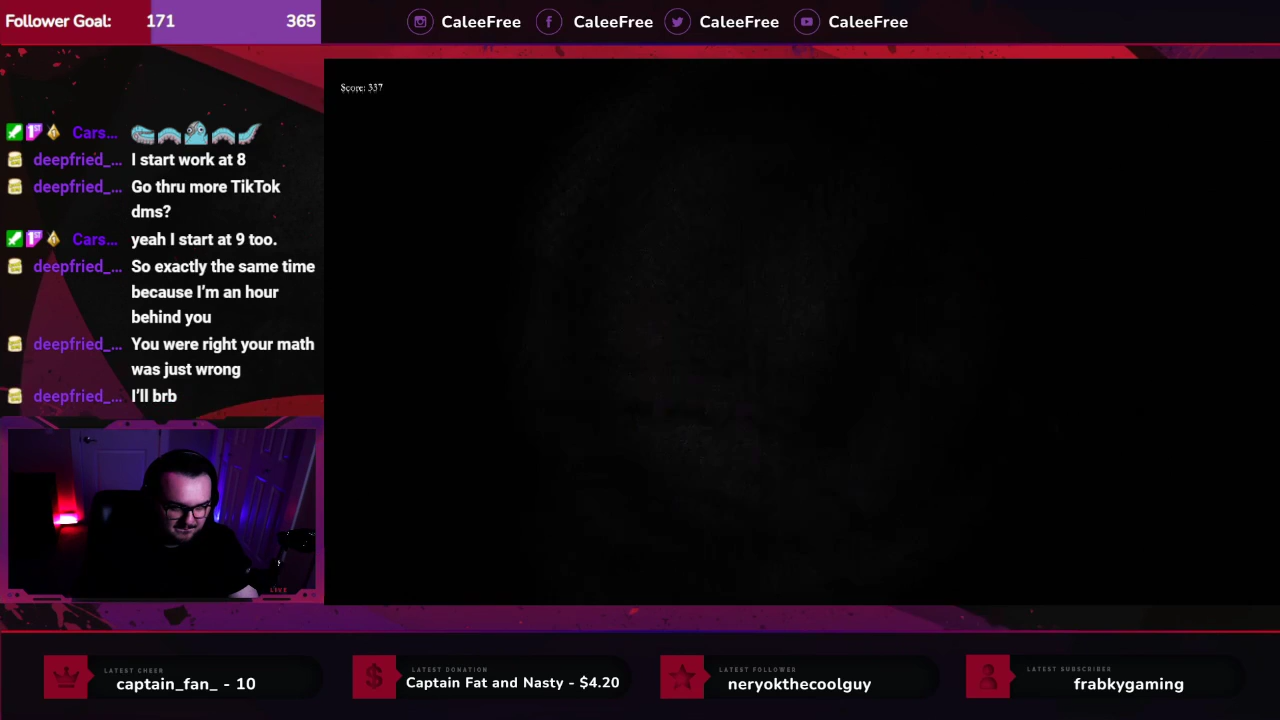 Follower Goal: 171 365
CaleeFree CaleeFree CaleeFree CaleeFree
Score: 337
Cars...
deepfried_... I start work at 8
deepfried_... Go thru more TikTok
dms?
Cars... yeah I start at 9 too.
deepfried_... So exactly the same time
because I'm an hour
behind you
deepfried_... You were right your math
was just wrong
deepfried_... I'll brb
LIVE
LATEST CHEER
captain_fan_ - 10
LATEST DONATION
Captain Fat and Nasty - $4.20
LATEST FOLLOWER
neryokthecoolguy
LATEST SUBSCRIBER
frabkygaming